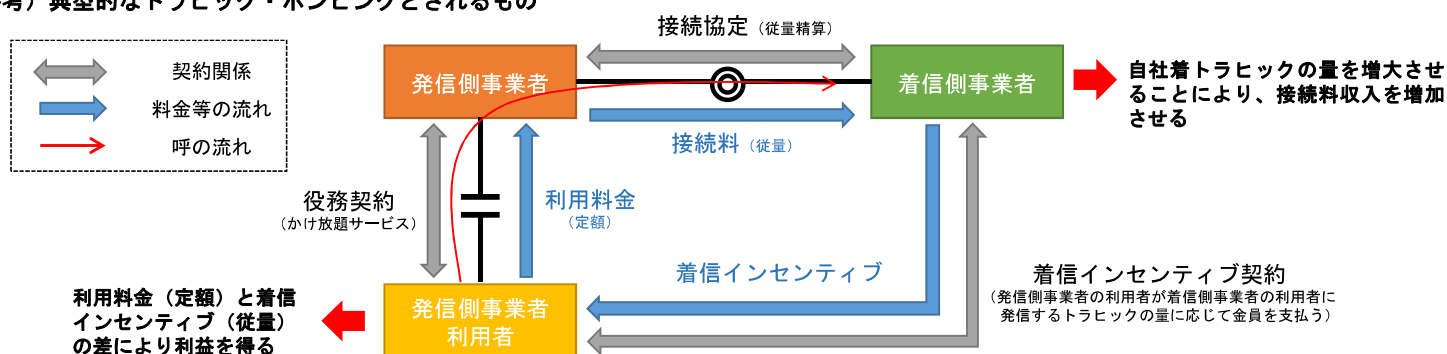 考）典型的なトラヒック・ポンピングとされるもの
契約関係
料金等の流れ
呼の流れ
接続協定（従量精算）
発信側事業者
着信側事業者
自社着トラヒックの量を増大させ
ることにより、接続料収入を増加
させる
接続料（従量）
役務契約
（かけ放題サービス）
利用料金
（定額）
着信インセンティブ
着信インセンティブ契約
（発信側事業者の利用者が着信側事業者の利用者に
発信するトラヒックの量に応じて金員を支払う）
利用料金（定額）と着信
インセンティブ（従量）
の差により利益を得る
発信側事業者
利用者